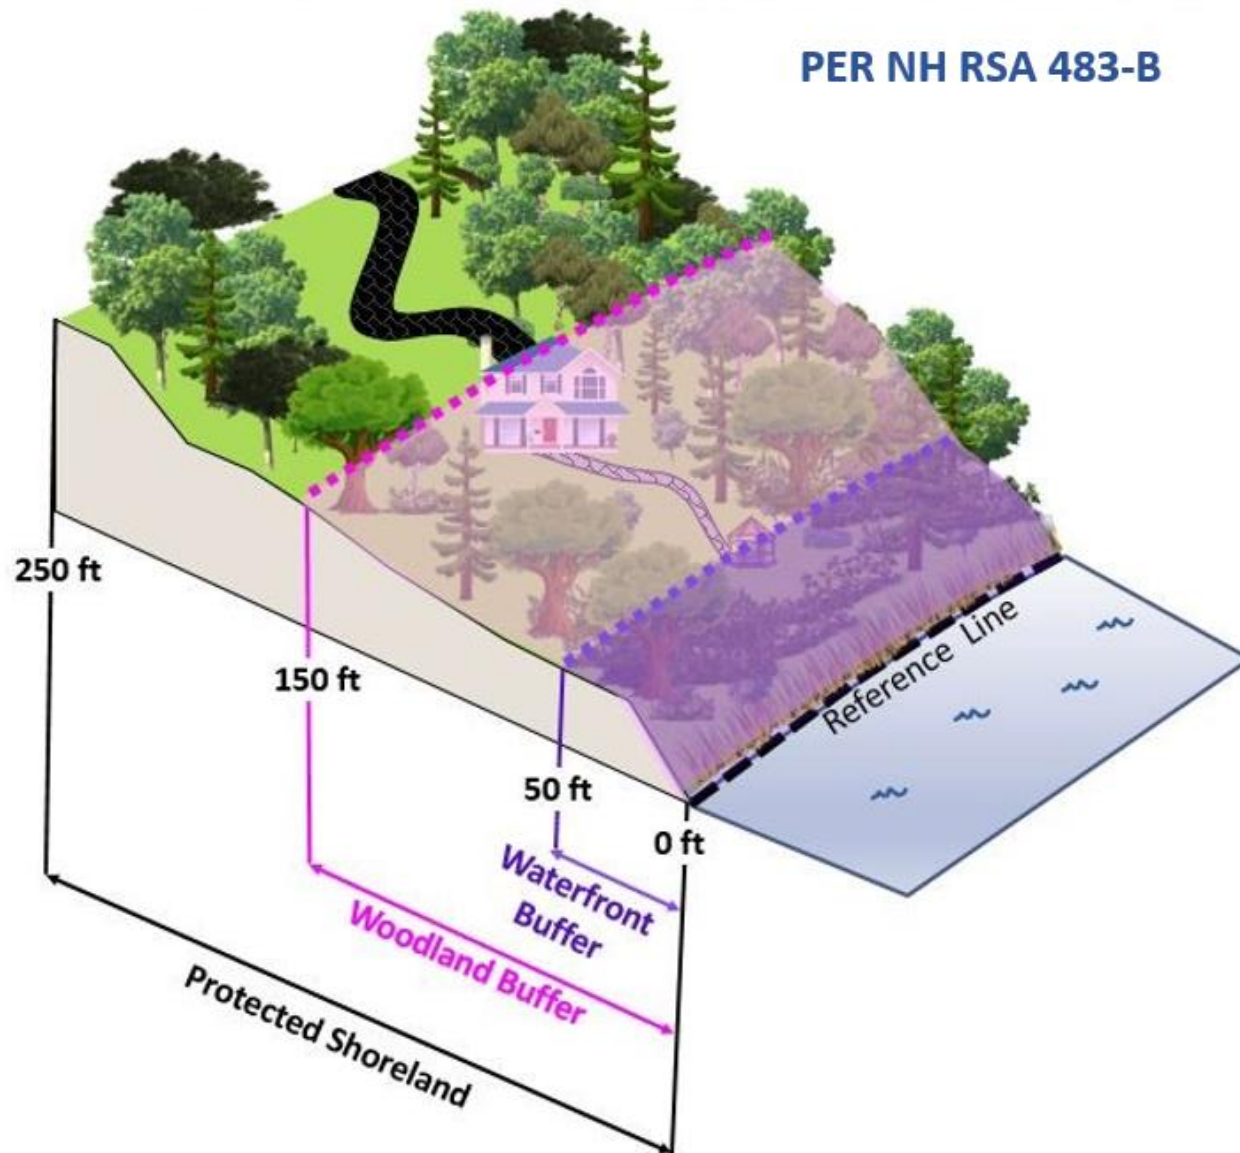 PER NH RSA 483-B
250 ft
150 ft
50 ft
0 ft
Reference Line
Waterfront
Buffer
Woodland Buffer
Protected Shoreland